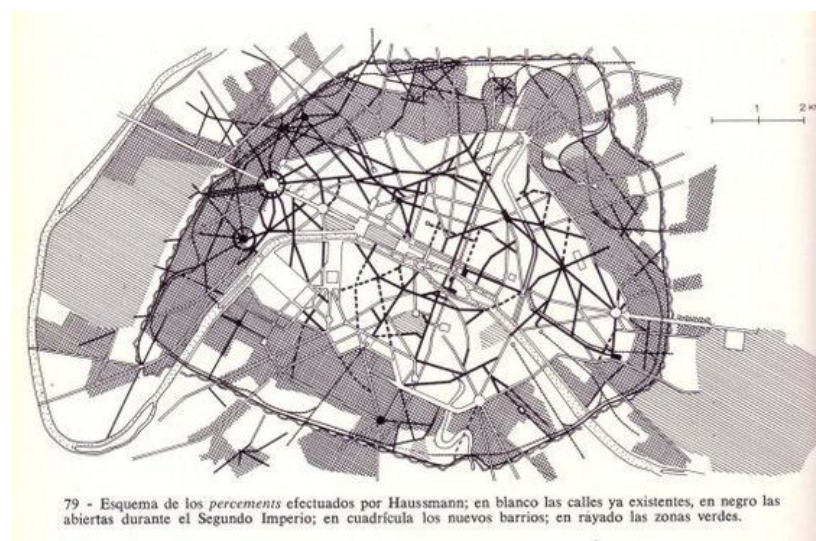 1
2
79 - Esquema de los percements efectuados por Haussmann; en blanco las calles ya existentes, en negro las
abiertas durante el Segundo Imperio; en cuadrícula los nuevos barrios; en rayado las zonas verdes.